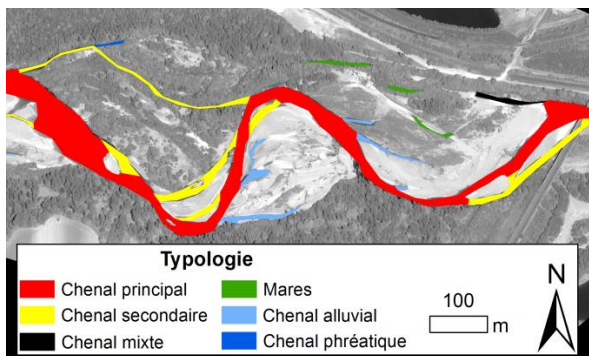 Typologie
Chenal principal
Chenal secondaire
Chenal mixte
Mares
Chenal alluvial
Chenal phréatique
100
m
N